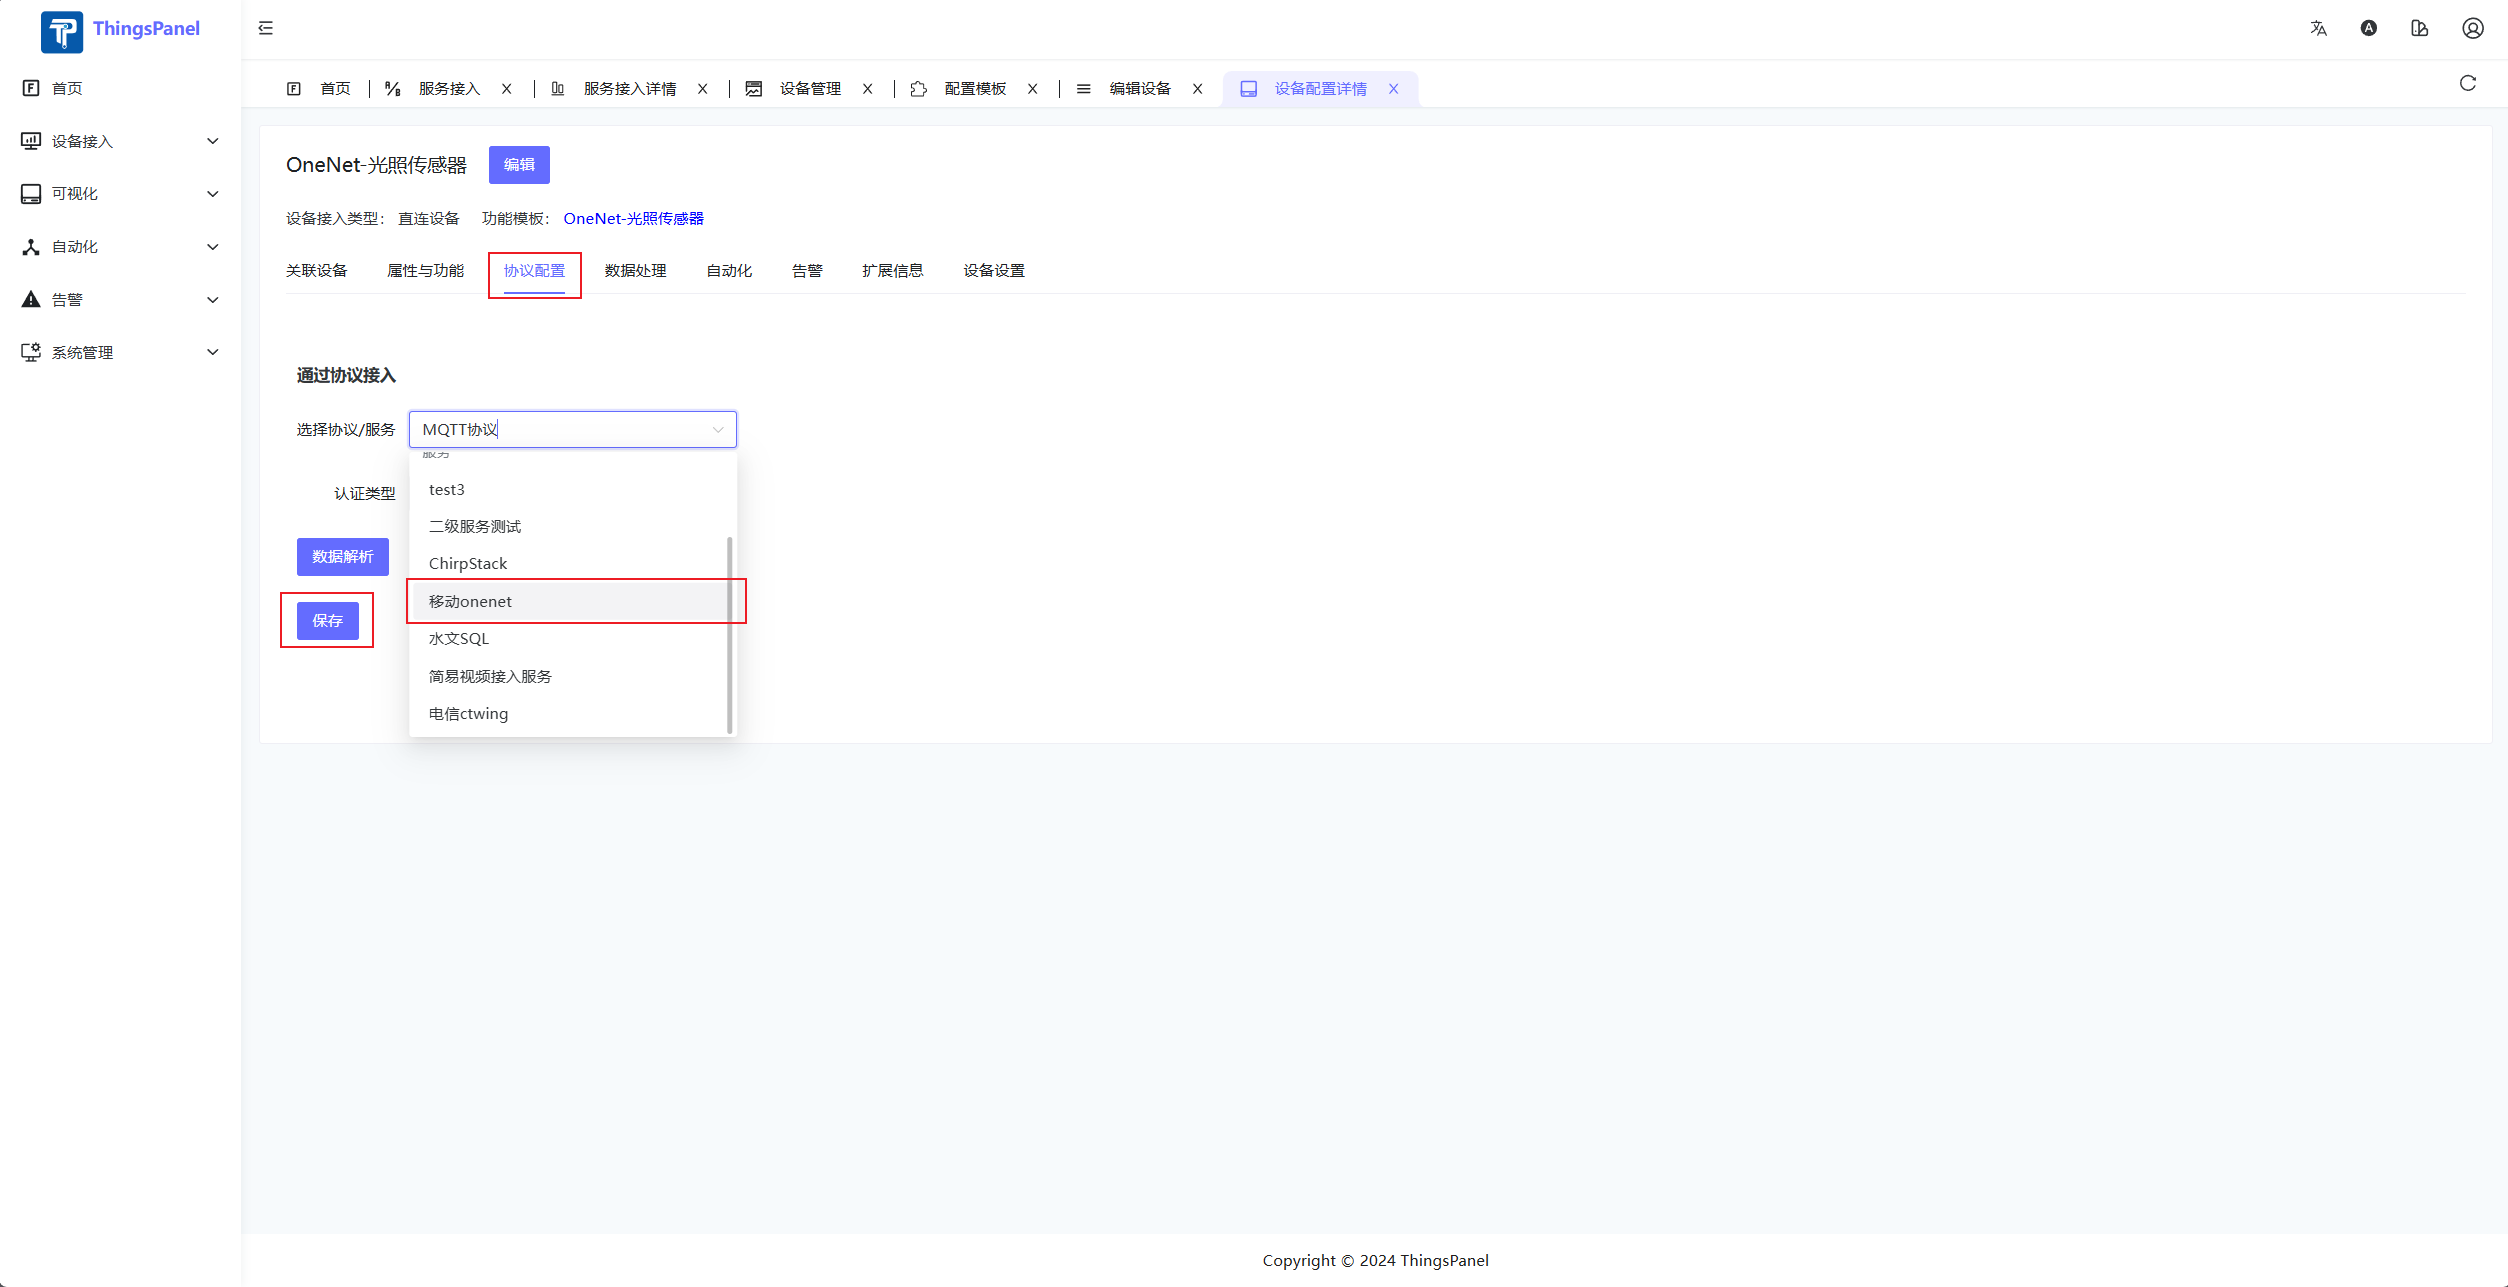 ThingsPanel
首页
设备接入
可视化
自动化
告警
系统管理
首页 服务接入 服务接入详情 设备管理 配置模板 编辑设备 设备配置详情
OneNet-光照传感器 编辑
设备接入类型： 直连设备 功能模板： OneNet-光照传感器
关联设备 属性与功能 协议配置 数据处理 自动化 告警 扩展信息 设备设置
通过协议接入
选择协议/服务 MQTT协议
服务
test3
认证类型
二级服务测试
数据解析
ChirpStack
移动onenet
保存
水文SQL
简易视频接入服务
电信ctwing
Copyright © 2024 ThingsPanel